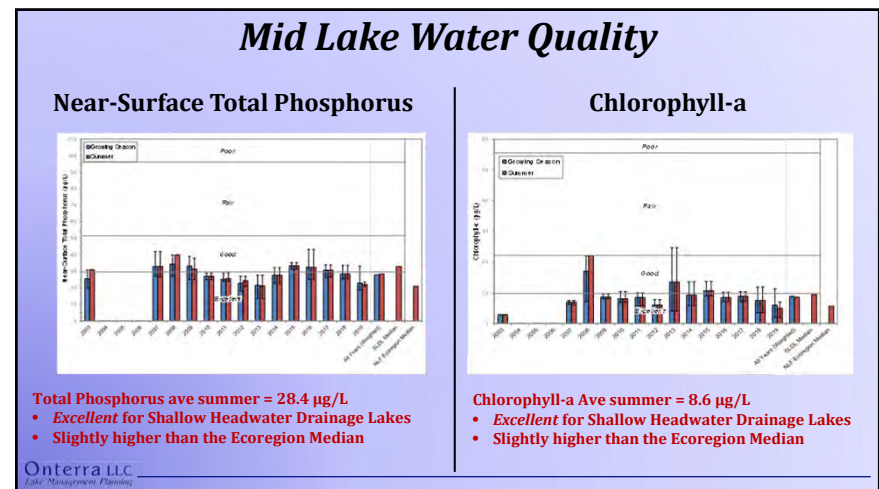 Mid Lake Water Quality
Near-Surface Total Phosphorus
Growing Season
Summer
Poor
Fair
Good
Excellent
Near-Surface Total Phosphorus (µg/L)
2003
2004
2005
2006
2007
2008
2009
2010
2011
2012
2013
2014
2015
2016
2017
2018
2019
All Years (Weighted)
SLDL Median
NLF Ecoregion Median
Total Phosphorus ave summer = 28.4 µg/L
• Excellent for Shallow Headwater Drainage Lakes
• Slightly higher than the Ecoregion Median
Chlorophyll-a
Growing Season
Summer
Poor
Fair
Good
Excellent
Chlorophyll-a (µg/L)
2003
2004
2005
2006
2007
2008
2009
2010
2011
2012
2013
2014
2015
2016
2017
2018
2019
All Years (Weighted)
SLDL Median
NLF Ecoregion Median
Chlorophyll-a Ave summer = 8.6 µg/L
• Excellent for Shallow Headwater Drainage Lakes
• Slightly higher than the Ecoregion Median
Onterra LLC
Lake Management Planning